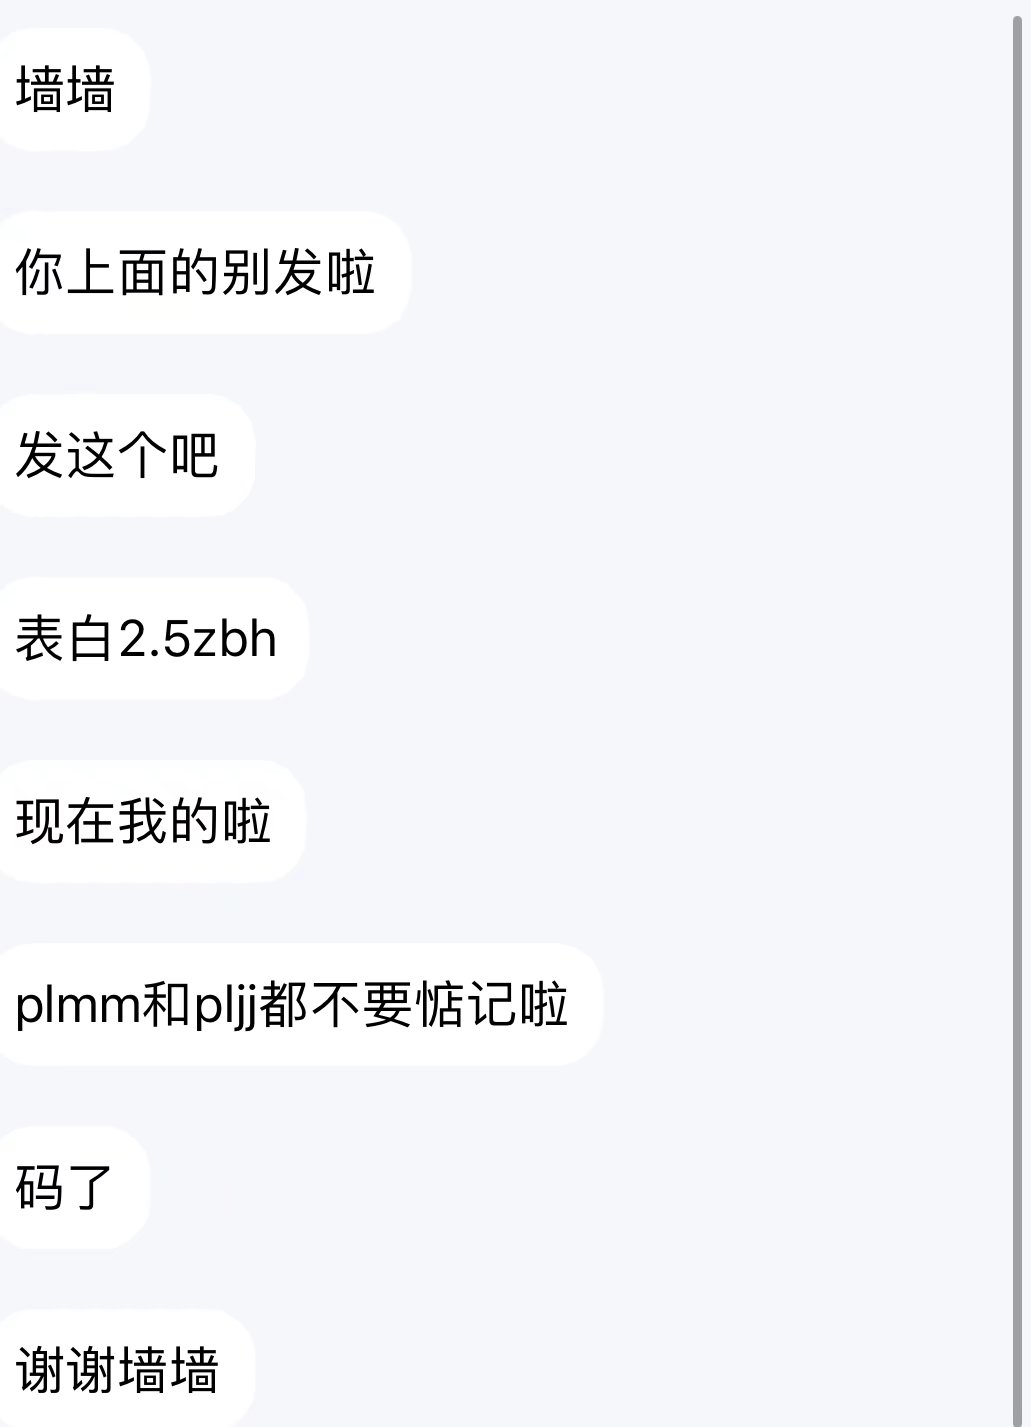 墙墙
你上面的别发啦
发这个吧
表白2.5zbh
现在我的啦
plmm和pljj都不要惦记啦
码了
谢谢墙墙